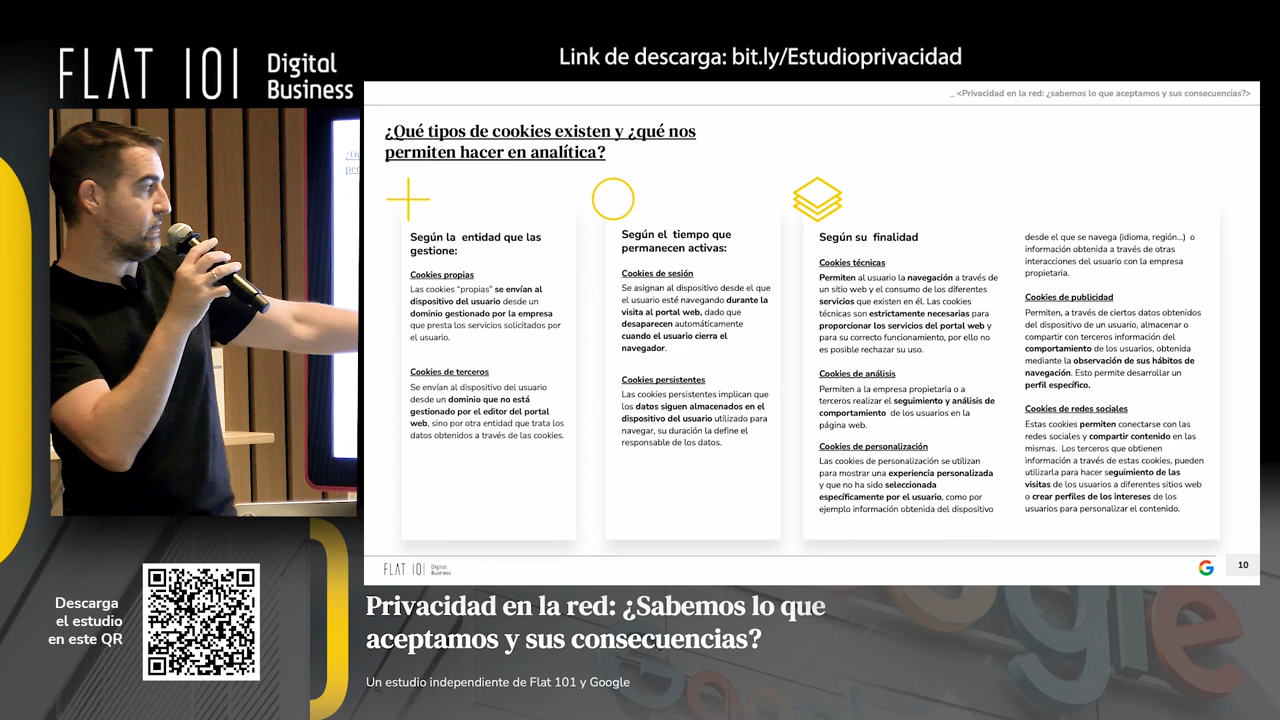 FLAT 101 Digital
Business
Link de descarga: bit.ly/Estudioprivacidad
_ <Privacidad en la red: ¿sabemos lo que aceptamos y sus consecuencias?>
¿Qué tipos de cookies existen y ¿qué nos
permiten hacer en analítica?
Según la entidad que las
gestione:
Cookies propias
Las cookies “propias” se envían al
dispositivo del usuario desde un
dominio gestionado por la empresa
que presta los servicios solicitados por
el usuario.
Cookies de terceros
Se envían al dispositivo del usuario
desde un dominio que no está
gestionado por el editor del portal
web, sino por otra entidad que trata los
datos obtenidos a través de las cookies.
Según el tiempo que
permanecen activas:
Cookies de sesión
Se asignan al dispositivo desde el que
el usuario esté navegando durante la
visita al portal web, dado que
desaparecen automáticamente
cuando el usuario cierra el
navegador.
Cookies persistentes
Las cookies persistentes implican que
los datos siguen almacenados en el
dispositivo del usuario utilizado para
navegar, su duración la define el
responsable de los datos.
Según su finalidad
Cookies técnicas
Permiten al usuario la navegación a través de
un sitio web y el consumo de los diferentes
servicios que existen en él. Las cookies
técnicas son estrictamente necesarias para
proporcionar los servicios del portal web y
para su correcto funcionamiento, por ello no
es posible rechazar su uso.
Cookies de análisis
Permiten a la empresa propietaria o a
terceros realizar el seguimiento y análisis de
comportamiento de los usuarios en la
página web.
Cookies de personalización
Las cookies de personalización se utilizan
para mostrar una experiencia personalizada
y que no ha sido seleccionada
específicamente por el usuario, como por
ejemplo información obtenida del dispositivo
desde el que se navega (idioma, región...) o
información obtenida a través de otras
interacciones del usuario con la empresa
propietaria.
Cookies de publicidad
Permiten, a través de ciertos datos obtenidos
del dispositivo de un usuario, almacenar o
compartir con terceros información del
comportamiento de los usuarios, obtenida
mediante la observación de sus hábitos de
navegación. Esto permite desarrollar un
perfil específico.
Cookies de redes sociales
Estas cookies permiten conectarse con las
redes sociales y compartir contenido en las
mismas. Los terceros que obtienen
información a través de estas cookies, pueden
utilizarla para hacer seguimiento de las
visitas de los usuarios a diferentes sitios web
o crear perfiles de los intereses de los
usuarios para personalizar el contenido.
FLAT 101 Digital
Business
G
10
Descarga
el estudio
en este QR
Privacidad en la red: ¿Sabemos lo que
aceptamos y sus consecuencias?
Un estudio independiente de Flat 101 y Google